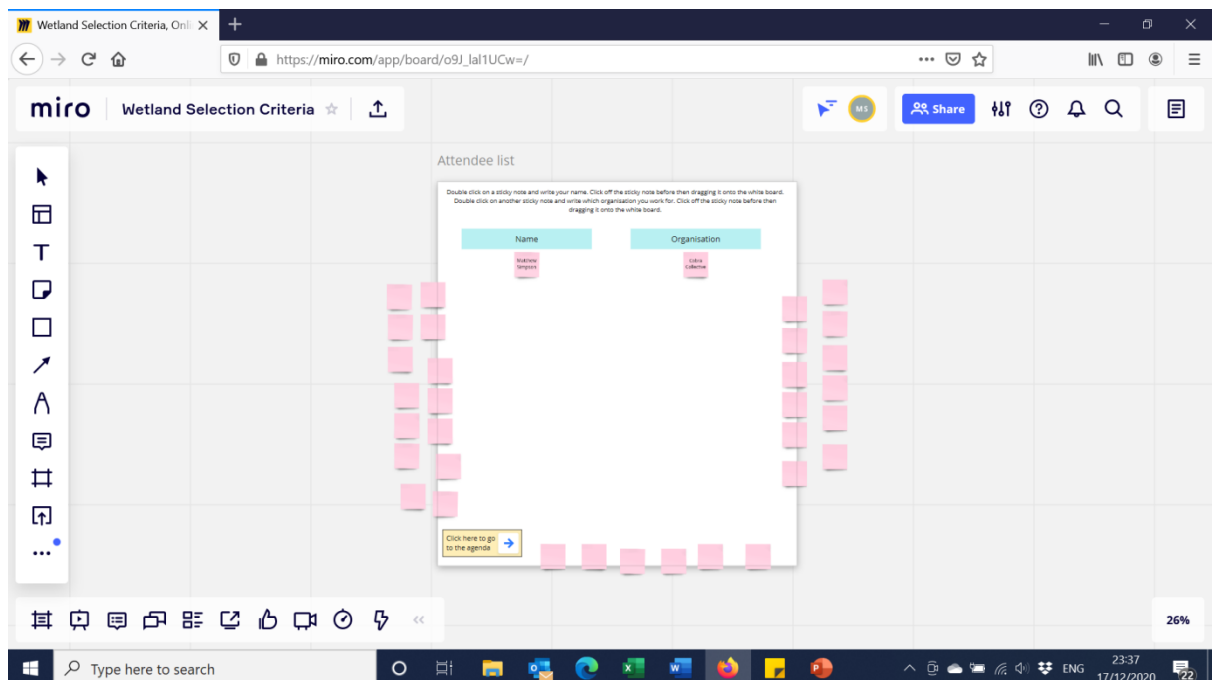 Wetland Selection Criteria, Onli
https://miro.com/app/board/o9J_lal1UCw=/
miro
Wetland Selection Criteria
MS
Share
Attendee list
Double click on a sticky note and write your name. Click off the sticky note before then dragging it onto the white board.
Double click on another sticky note and write which organisation you work for. Click off the sticky note before then
dragging it onto the white board.
Name
Organisation
Matthew
Simpson
Cobra
Collective
Click here to go
to the agenda
26%
Type here to search
ENG
23:37
17/12/2020
22